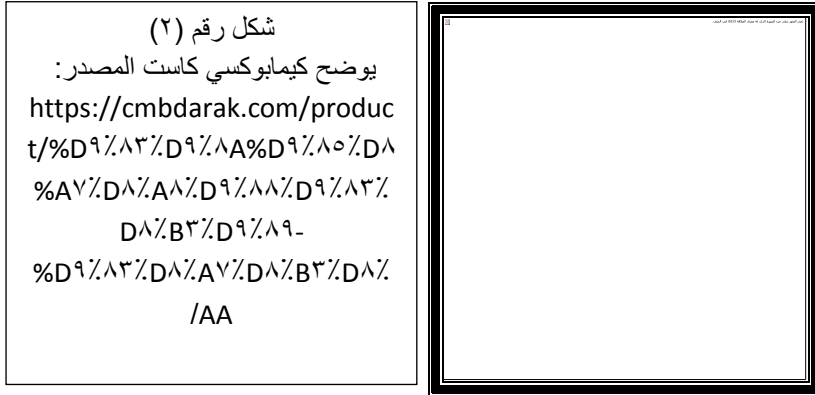 شكل رقم (٢)
يوضح كيمابوكسي كاست المصدر:
https://cmbdarak.com/produc
t/%D٩٪٨٣٪D٩٪٨A%D٩٪٨٥٪D٨
%A٧٪D٨٪A٨٪D٩٪٨٨٪D٩٪٨٣٪
D٨٪B٣٪D٩٪٨٩-
%D٩٪٨٣٪D٨٪A٧٪D٨٪B٣٪D٨٪
/AA